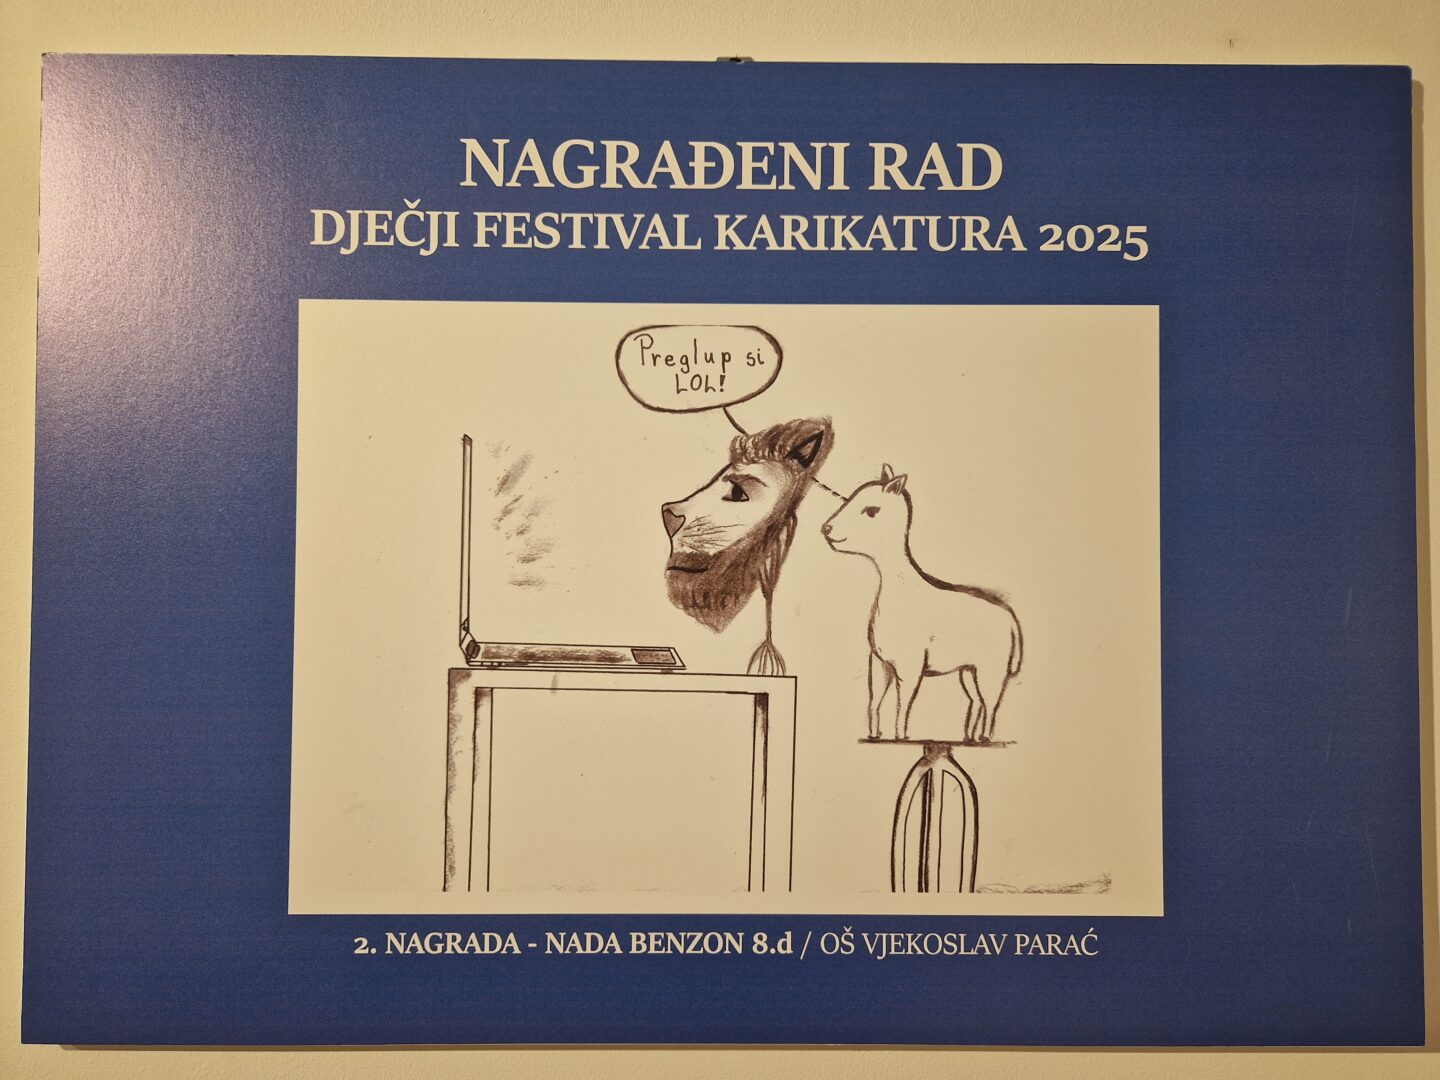 NAGRAĐENI RAD
DJEČJI FESTIVAL KARIKATURA 2025
Preglup si
LOL!
2. NAGRADA - NADA BENZON 8.d / OŠ VJEKOSLAV PARAĆ